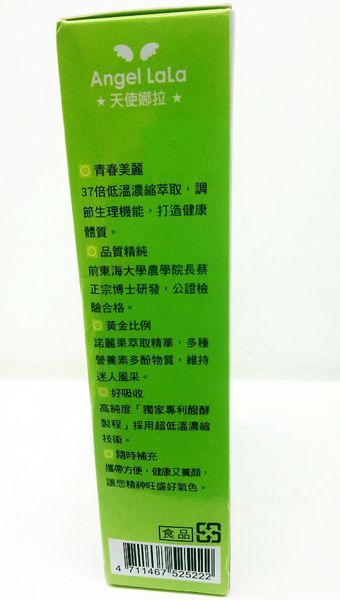 Angel LaLa
★天使娜拉★
青春美麗
37倍低溫濃縮萃取，調
節生理機能，打造健康
體質。
品質精純
前東海大學農學院長蔡
正宗博士研發，公證檢
驗合格。
黃金比例
諾麗果萃取精華，多種
營養素多酚物質，維持
迷人風采。
好吸收
高純度「獨家專利醱酵
製程」採用超低溫濃縮
技術。
隨時補充
攜帶方便，健康又養顏，
讓您精神旺盛好氣色。
食品
4 711467 525222